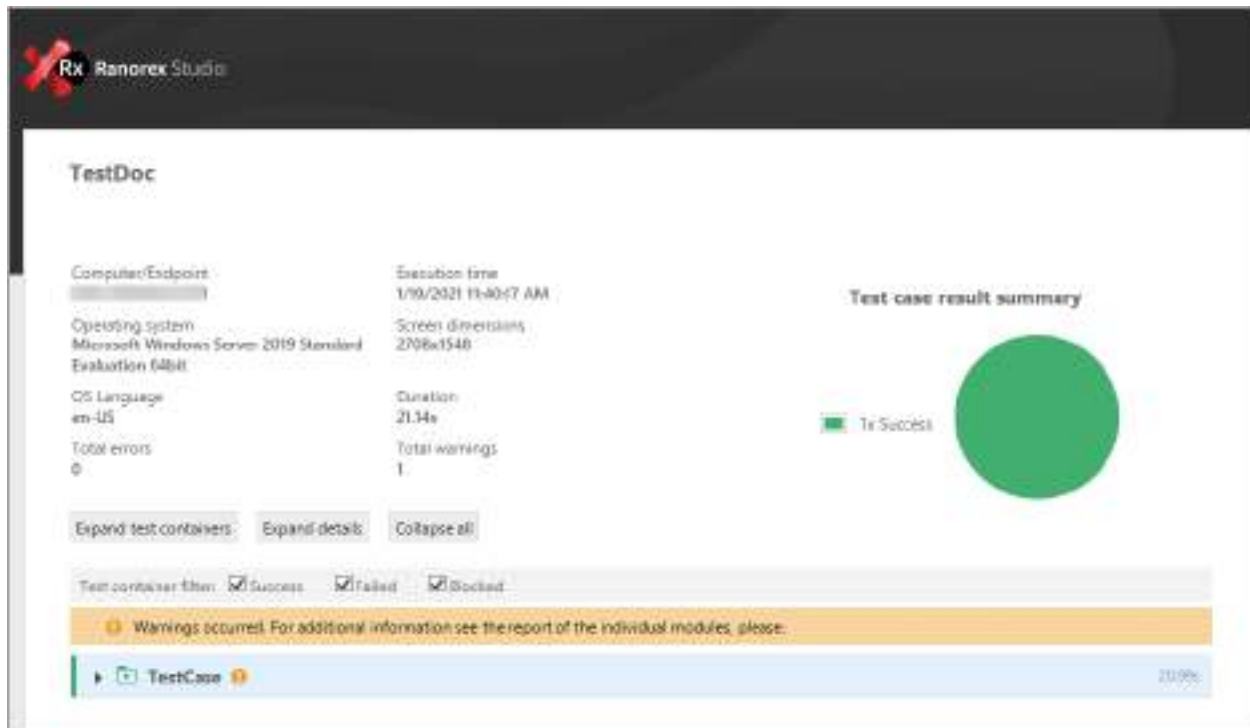 Rx Ranorex Studio
TestDoc
Computer/Endpoint
Execution time
1/19/2021 11:40:17 AM
Test case result summary
Operating system
Screen dimensions
Microsoft Windows Server 2019 Standard
2708x1548
Evaluation 64bit
OS Language
Duration
en-US
21.14s
1x Success
Total errors
Total warnings
0
1
Expand test containers
Expand details
Collapse all
Test container filter: Success Failed Blocked
Warnings occurred. For additional information see the report of the individual modules, please.
TestCase